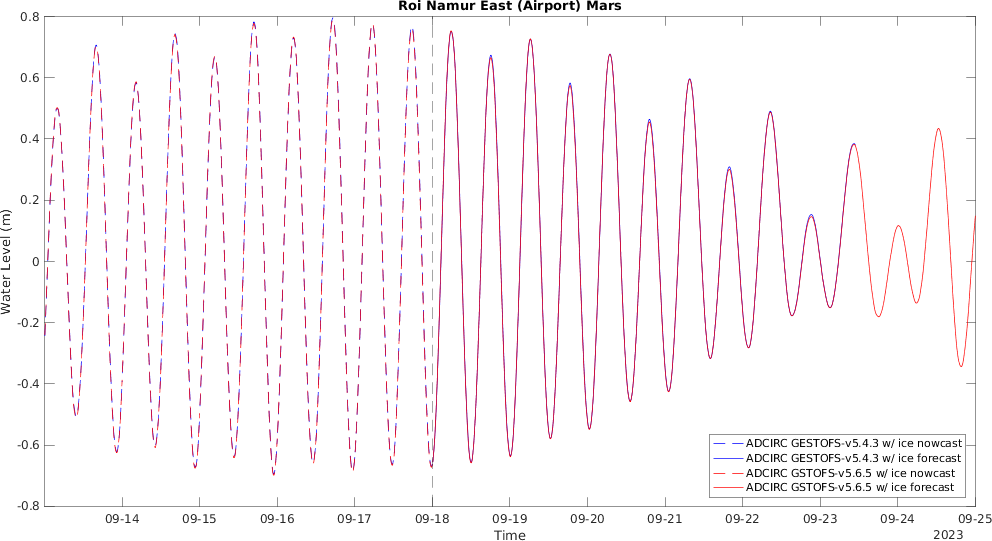 Roi Namur East (Airport) Mars
0.8
0.6
0.4
0.2
0
-0.2
-0.4
-0.6
-0.8
Water Level (m)
ADCIRC GESTOFS-v5.4.3 w/ ice nowcast
ADCIRC GESTOFS-v5.4.3 w/ ice forecast
ADCIRC GSTOFS-v5.6.5 w/ ice nowcast
ADCIRC GSTOFS-v5.6.5 w/ ice forecast
09-14 09-15 09-16 09-17 09-18 09-19 09-20 09-21 09-22 09-23 09-24 09-25
Time
2023